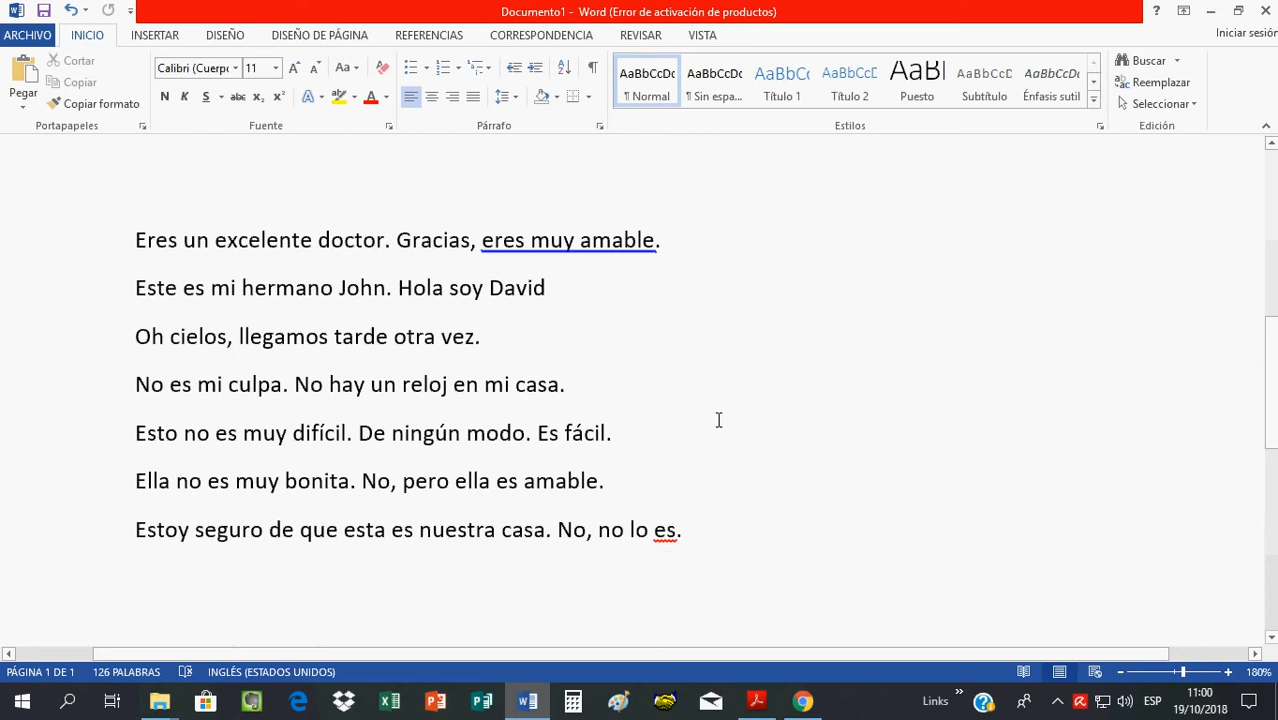 Documento1 - Word (Error de activación de productos)
?
ARCHIVO INICIO INSERTAR DISEÑO DISEÑO DE PÁGINA REFERENCIAS CORRESPONDENCIA REVISAR VISTA Iniciar sesión
Pegar
Cortar
Copiar
Copiar formato
Portapapeles
Calibri (Cuerpo 11 A A Aa
N K S abc x₂ x² A A
Fuente
Párrafo
AaBbCcDc AaBbCcDc AaBbCc AaBbCcD AaBl AaBbCcD AaBbCcDc
¶ Normal ¶ Sin espa... Título 1 Título 2 Puesto Subtítulo Énfasis sutil
Estilos
Buscar
Reemplazar
Seleccionar
Edición
Eres un excelente doctor. Gracias, eres muy amable.
Este es mi hermano John. Hola soy David
Oh cielos, llegamos tarde otra vez.
No es mi culpa. No hay un reloj en mi casa.
Esto no es muy difícil. De ningún modo. Es fácil.
Ella no es muy bonita. No, pero ella es amable.
Estoy seguro de que esta es nuestra casa. No, no lo es.
PÁGINA 1 DE 1 126 PALABRAS INGLÉS (ESTADOS UNIDOS) 180%
Links » ESP 11:00
19/10/2018